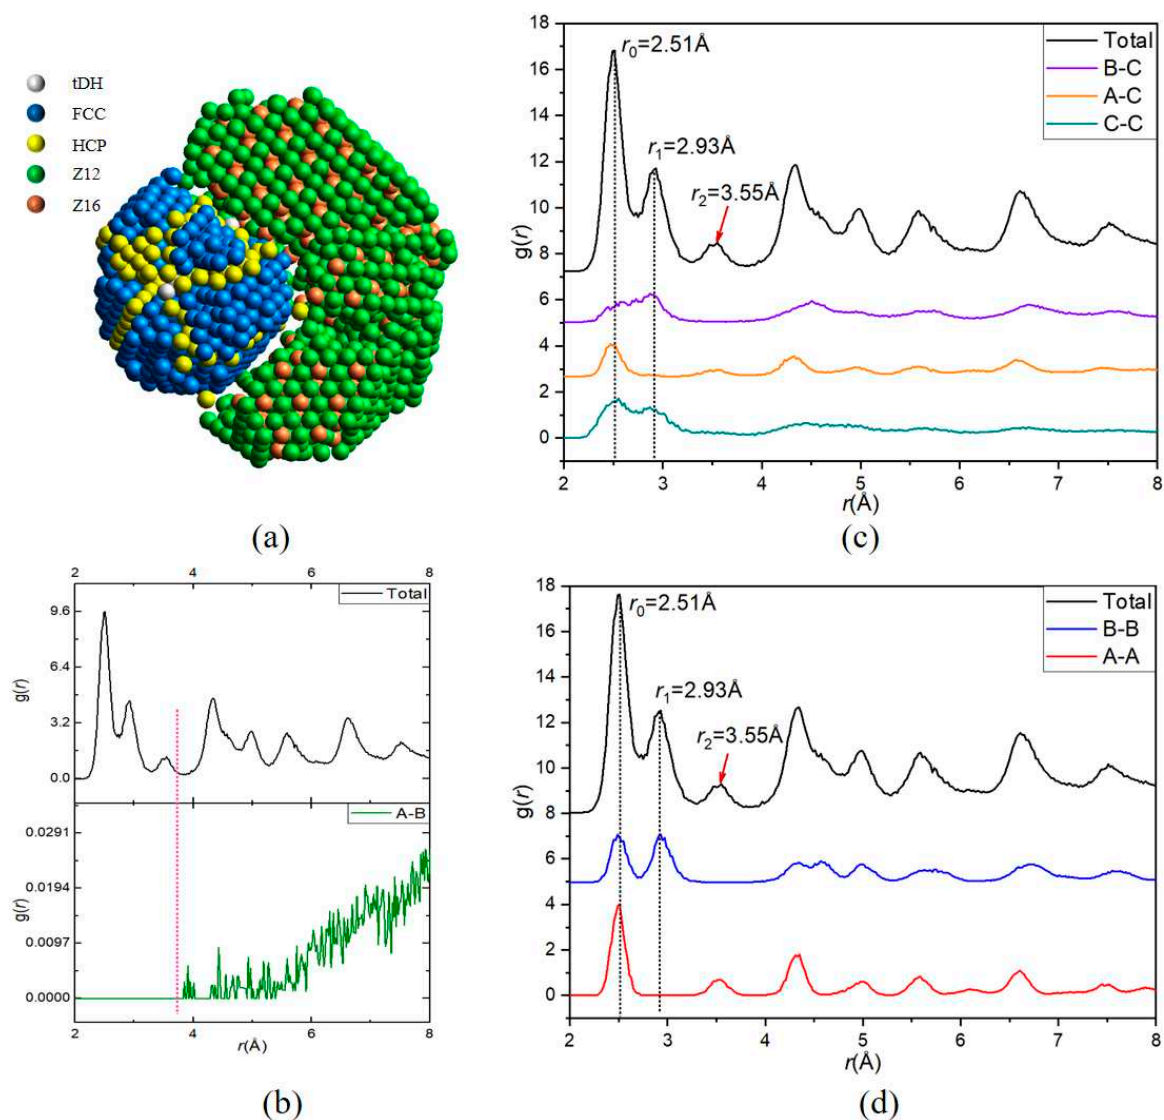 tDH
FCC
HCP
Z12
Z16
(a)
18
16
14
12
10
8
6
4
2
0
g(r)
r0=2.51Å
r1=2.93Å
r2=3.55Å
Total
B-C
A-C
C-C
2 3 4 5 6 7 8
r(Å)
(c)
2 4 6 8
9.6
6.4
3.2
0.0
g(r)
Total
0.0291
0.0194
0.0097
0.0000
g(r)
A-B
2 4 6 8
r(Å)
(b)
18
16
14
12
10
8
6
4
2
0
g(r)
r0=2.51Å
r1=2.93Å
r2=3.55Å
Total
B-B
A-A
2 3 4 5 6 7 8
r(Å)
(d)